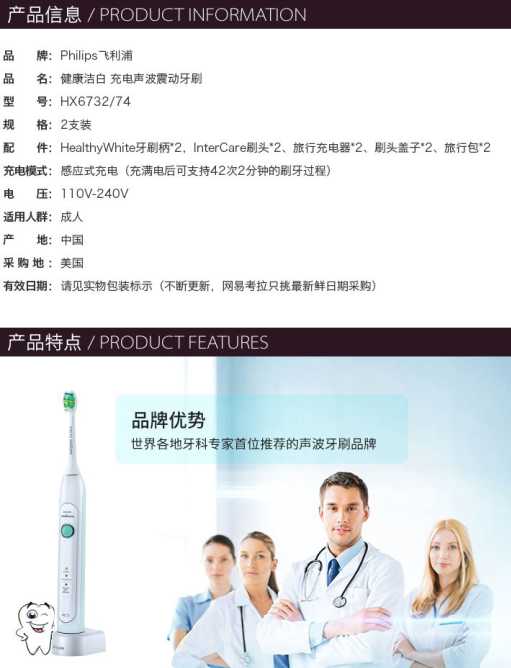 产品信息 / PRODUCT INFORMATION
品 牌：Philips飞利浦
品 名：健康洁白 充电声波震动牙刷
型 号：HX6732/74
规 格：2支装
配 件：HealthyWhite牙刷柄*2、InterCare刷头*2、旅行充电器*2、刷头盖子*2、旅行包*2
充电模式：感应式充电（充满电后可支持42次2分钟的刷牙过程）
电 压：110V-240V
适用人群：成人
产 地：中国
采 购 地 ：美国
有效日期：请见实物包装标示（不断更新，网易考拉只挑最新鲜日期采购）
产品特点 / PRODUCT FEATURES
品牌优势
世界各地牙科专家首位推荐的声波牙刷品牌